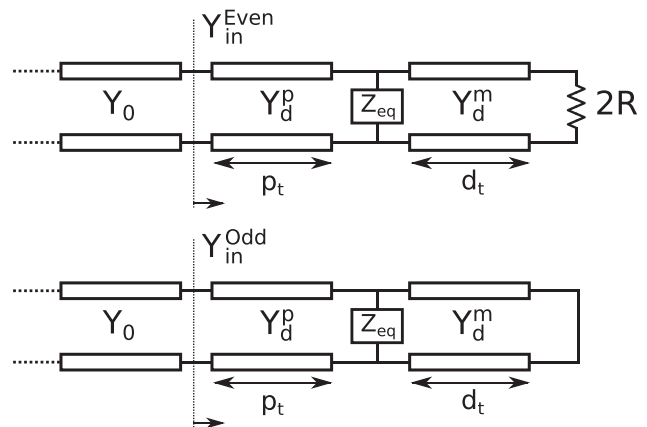 Y_in^Even
Y_0 Y_d^p Z_eq Y_d^m 2R
p_t d_t
Y_in^Odd
Y_0 Y_d^p Z_eq Y_d^m
p_t d_t